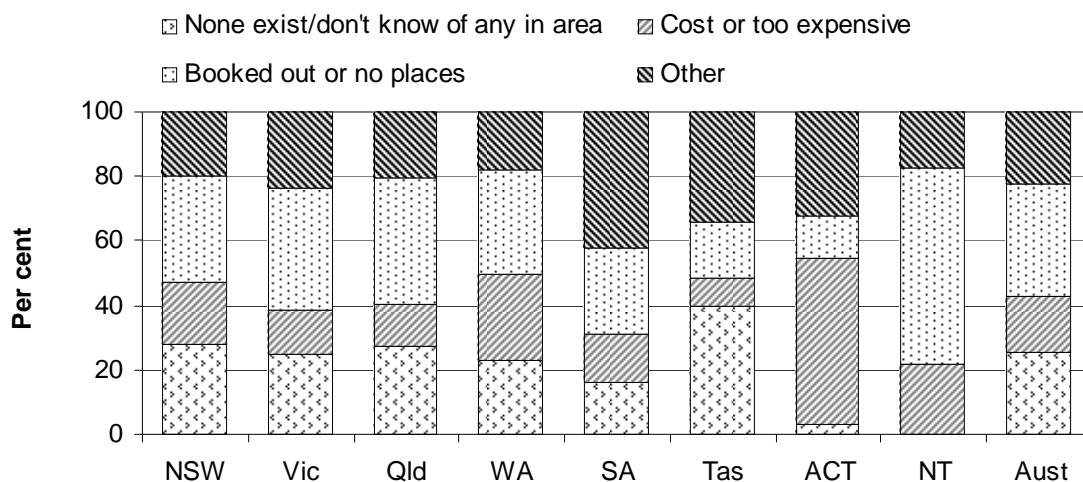 None exist/don't know of any in area Cost or too expensive
Booked out or no places Other
100
80
60
40
20
0
Per cent
NSW Vic Qld WA SA Tas ACT NT Aust